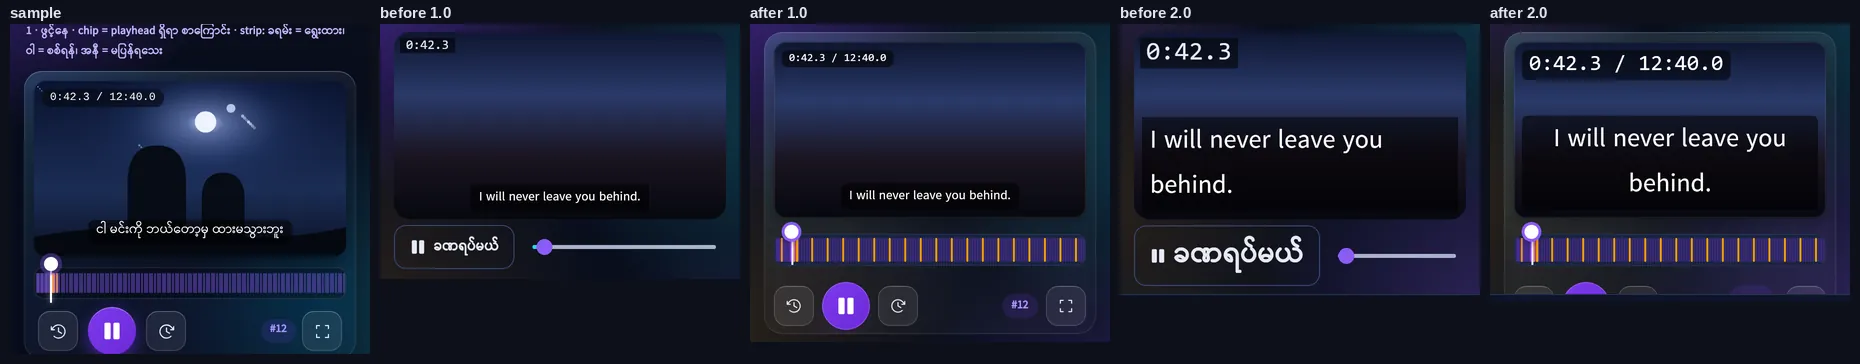 sample
1 · ဖွင့်နေ · chip = playhead ရှိရာ စာကြောင်း · strip: ခရမ်း = ရွေးထား၊
ဝါ = စစ်ရန်၊ အနီ = မပြန်ရသေး
0:42.3 / 12:40.0
ငါ မင်းကို ဘယ်တော့မှ ထားမသွားဘူး
#12
before 1.0
0:42.3
I will never leave you behind.
ခဏရပ်မယ်
after 1.0
0:42.3 / 12:40.0
I will never leave you behind.
#12
before 2.0
0:42.3
I will never leave you
behind.
ခဏရပ်မယ်
after 2.0
0:42.3 / 12:40.0
I will never leave you
behind.